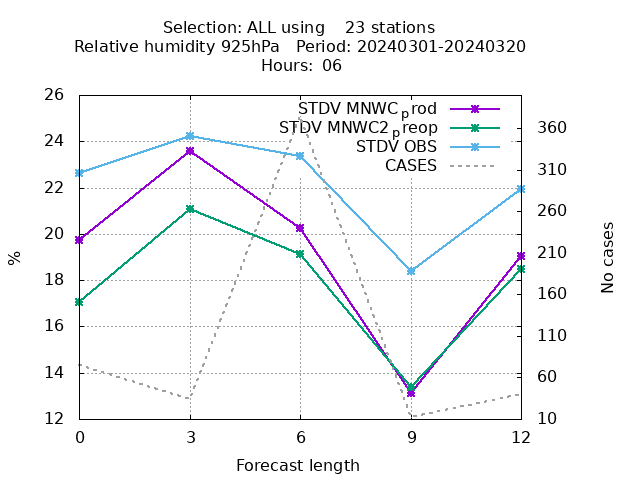 Selection: ALL using    23 stations
Relative humidity 925hPa   Period: 20240301-20240320
Hours: 06
26
24
22
20
18
16
14
12
%
STDV MNWC_prod
STDV MNWC2_preop
STDV OBS
CASES
360
310
260
210
160
110
60
10
No cases
0 3 6 9 12
Forecast length